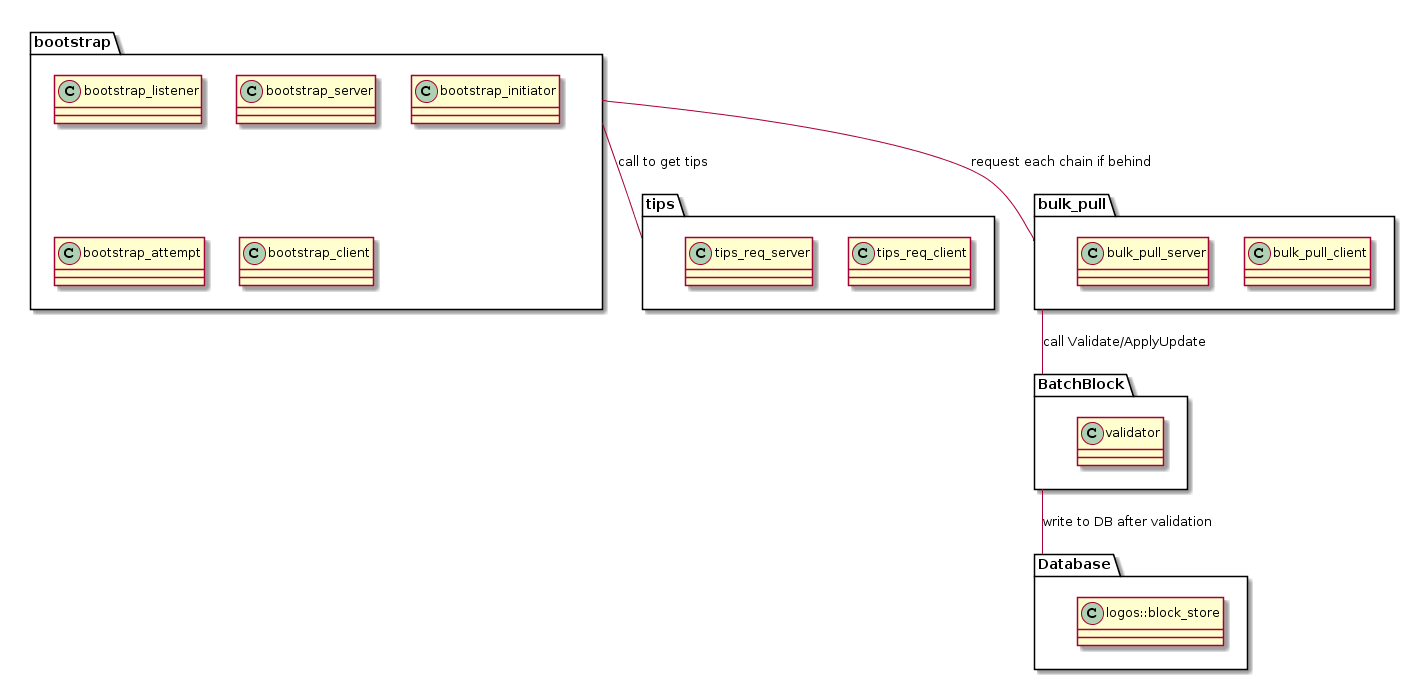 bootstrap
C bootstrap_listener
C bootstrap_server
C bootstrap_initiator
call to get tips
request each chain if behind
tips
bulk_pull
C bootstrap_attempt
C bootstrap_client
C tips_req_server
C tips_req_client
C bulk_pull_server
C bulk_pull_client
call Validate/ApplyUpdate
BatchBlock
C validator
write to DB after validation
Database
C logos::block_store